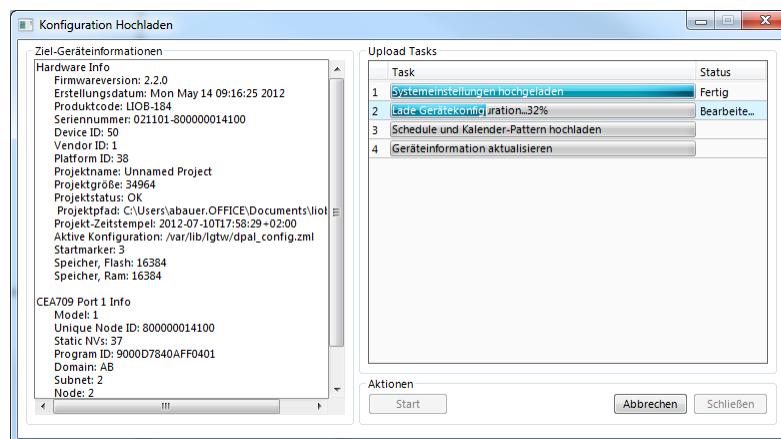 Konfiguration Hochladen
Ziel-Geräteinformationen
Hardware Info
Firmwareversion: 2.2.0
Erstellungsdatum: Mon May 14 09:16:25 2012
Produktcode: LIOB-184
Seriennummer: 021101-800000014100
Device ID: 50
Vendor ID: 1
Platform ID: 38
Projektname: Unnamed Project
Projektgröße: 34964
Projektstatus: OK
Projektpfad: C:\Users\abauer.OFFICE\Documents\liob
Projekt-Zeitstempel: 2012-07-10T17:58:29+02:00
Aktive Konfiguration: /var/lib/lgtw/dpal_config.zml
Startmarker: 3
Speicher, Flash: 16384
Speicher, Ram: 16384
CEA709 Port 1 Info
Model: 1
Unique Node ID: 800000014100
Static NVs: 37
Program ID: 9000D7840AFF0401
Domain: AB
Subnet: 2
Node: 2
Upload Tasks
Task Status
1 Systemeinstellungen hochgeladen Fertig
2 Lade Gerätekonfiguration...32% Bearbeite...
3 Schedule und Kalender-Pattern hochladen
4 Geräteinformation aktualisieren
Aktionen
Start Abbrechen Schließen